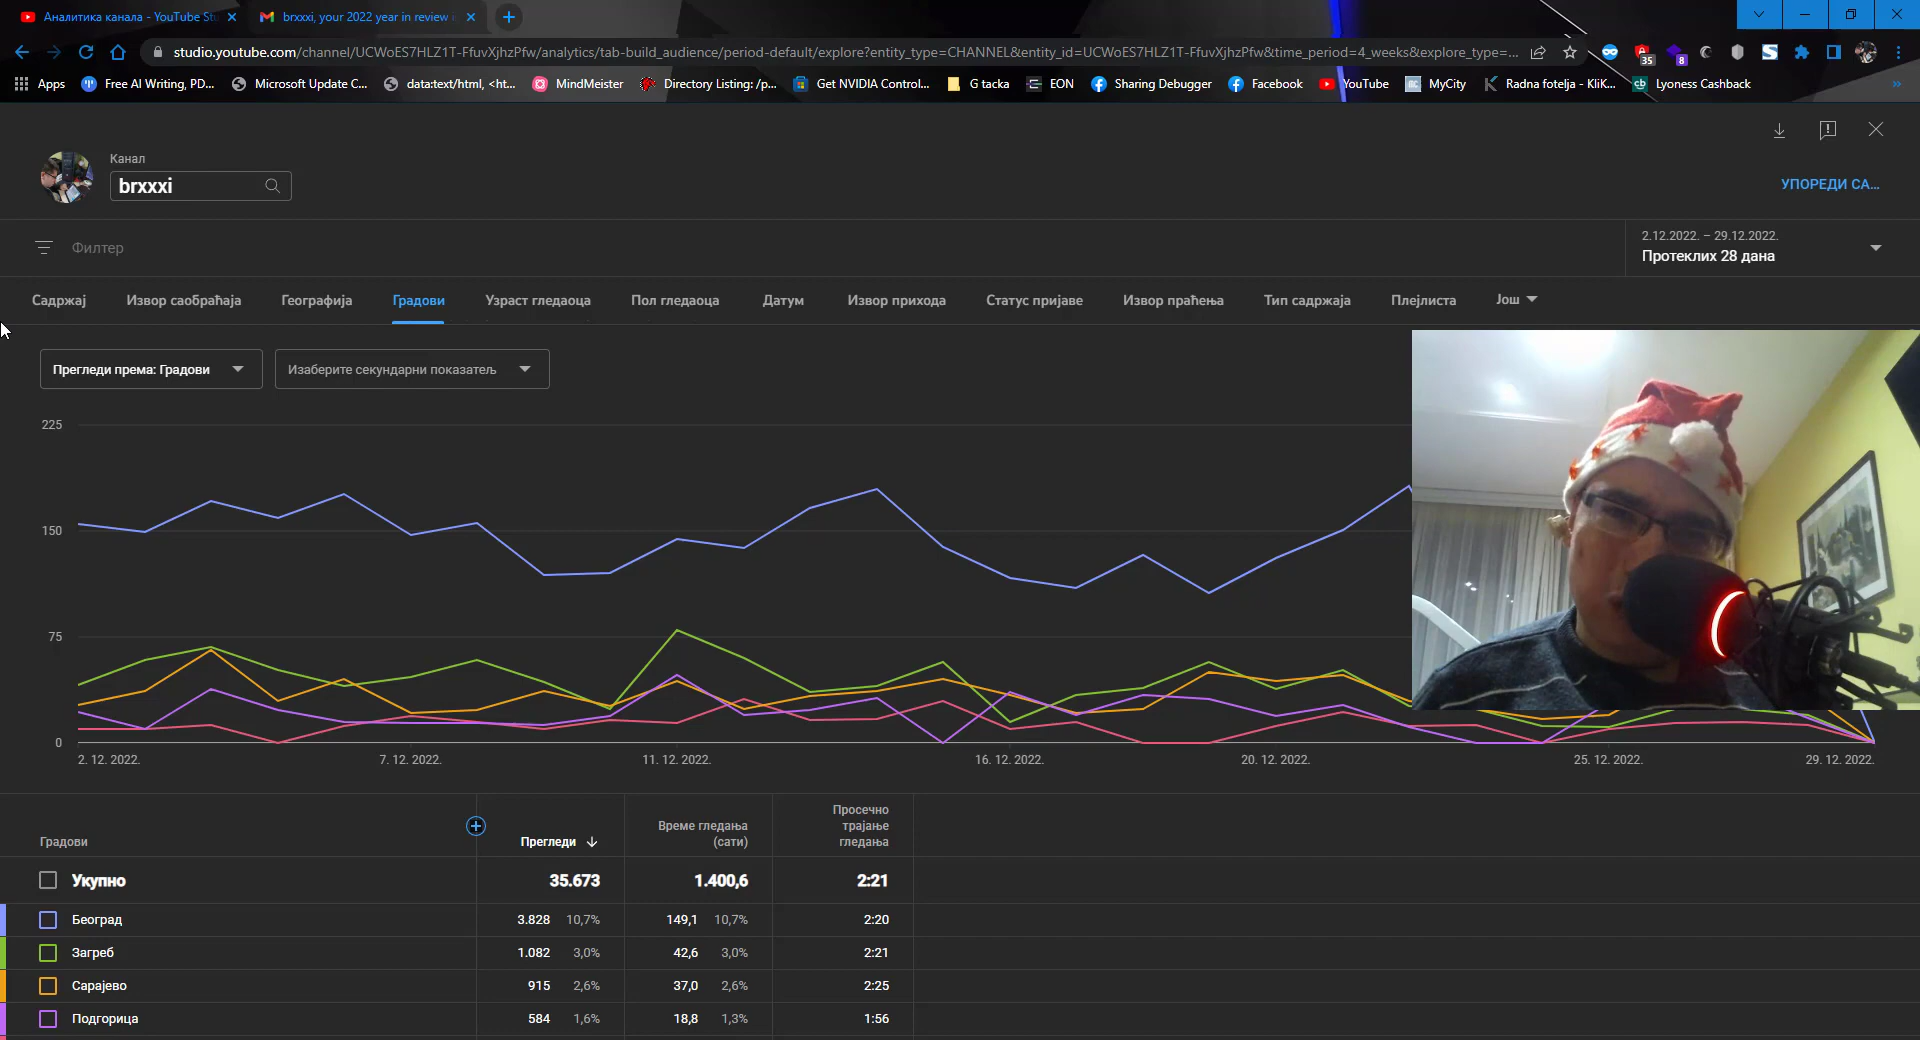 Аналитика канала - YouTube Stu
brxxxi, your 2022 year in review i
studio.youtube.com/channel/UCWoES7HLZ1T-FfuvXjhzPfw/analytics/tab-build_audience/period-default/explore?entity_type=CHANNEL&entity_id=UCWoES7HLZ1T-FfuvXjhzPfw&time_period=4_weeks&explore_type=...
35
8
Apps
Free AI Writing, PD...
Microsoft Update C...
data:text/html, <ht...
MindMeister
Directory Listing: /p...
Get NVIDIA Control...
G tacka
EON
Sharing Debugger
Facebook
YouTube
MyCity
Radna fotelja - KliK...
Lyoness Cashback
Канал
brxxxi
УПОРЕДИ СА...
Филтер
2.12.2022. – 29.12.2022.
Протеклих 28 дана
Садржај
Извор саобраћаја
Географија
Градови
Узраст гледаоца
Пол гледаоца
Датум
Извор прихода
Статус пријаве
Извор праћења
Тип садржаја
Плејлиста
Још
Прегледи према: Градови
Изаберите секундарни показатељ
225
150
75
0
2. 12. 2022.
7. 12. 2022.
11. 12. 2022.
16. 12. 2022.
20. 12. 2022.
25. 12. 2022.
29. 12. 2022.
Градови
Прегледи
Време гледања
(сати)
Просечно
трајање
гледања
Укупно 35.673 1.400,6 2:21
Београд 3.828 10,7% 149,1 10,7% 2:20
Загреб 1.082 3,0% 42,6 3,0% 2:21
Сарајево 915 2,6% 37,0 2,6% 2:25
Подгорица 584 1,6% 18,8 1,3% 1:56